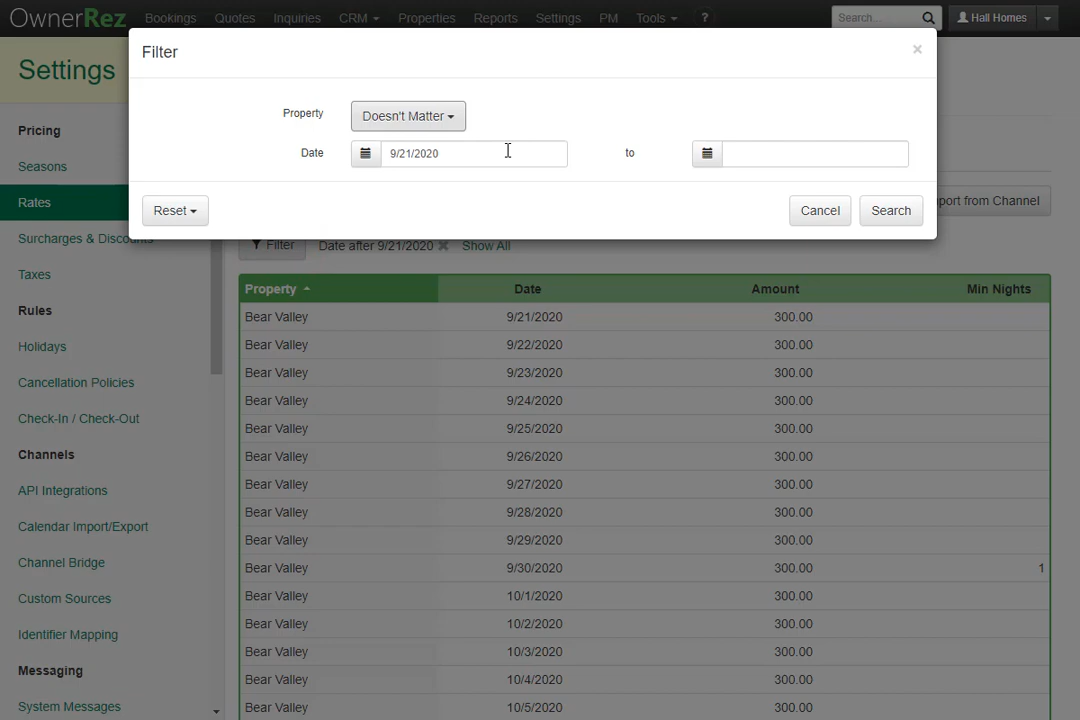 OwnerRez Bookings Quotes Inquiries CRM Properties Reports Settings PM Tools ? Search... Hall Homes
Filter ×
Settings
Property Doesn't Matter
Date 9/21/2020 to
Reset Cancel Search
Pricing
Seasons
Rates
Surcharges & Discounts
Taxes
Rules
Holidays
Cancellation Policies
Check-In / Check-Out
Channels
API Integrations
Calendar Import/Export
Channel Bridge
Custom Sources
Identifier Mapping
Messaging
System Messages
port from Channel
Filter Date after 9/21/2020 Show All
Property Date Amount Min Nights
Bear Valley 9/21/2020 300.00
Bear Valley 9/22/2020 300.00
Bear Valley 9/23/2020 300.00
Bear Valley 9/24/2020 300.00
Bear Valley 9/25/2020 300.00
Bear Valley 9/26/2020 300.00
Bear Valley 9/27/2020 300.00
Bear Valley 9/28/2020 300.00
Bear Valley 9/29/2020 300.00
Bear Valley 9/30/2020 300.00 1
Bear Valley 10/1/2020 300.00
Bear Valley 10/2/2020 300.00
Bear Valley 10/3/2020 300.00
Bear Valley 10/4/2020 300.00
Bear Valley 10/5/2020 300.00